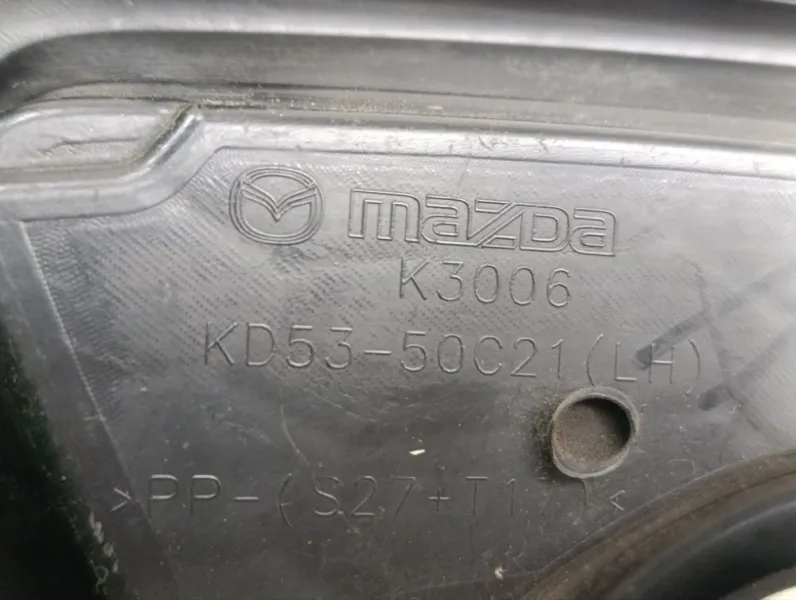 mazda
K3006
KD53-50C21(LH)
>PP-(S27+T17)<